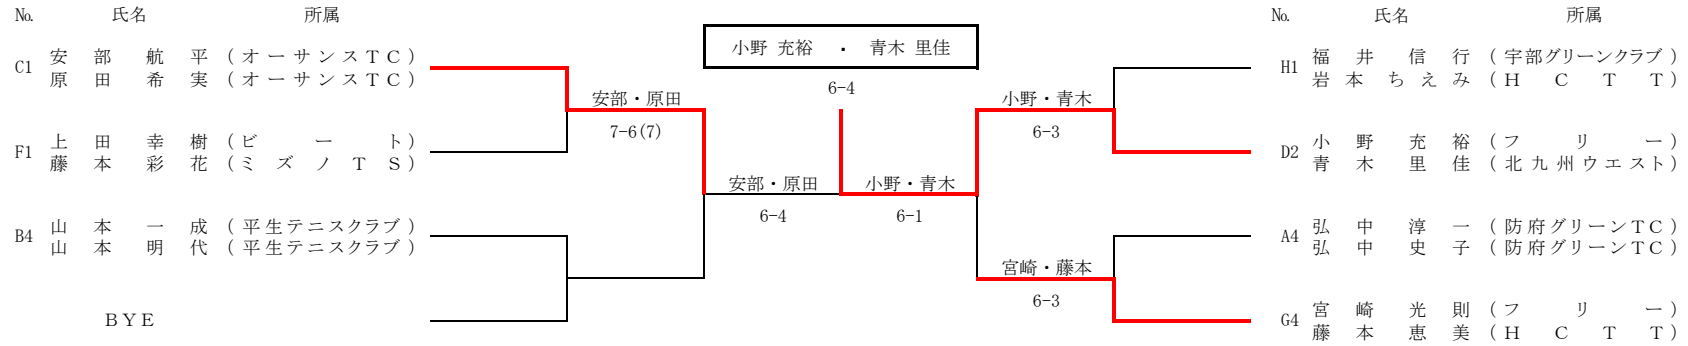 No. 氏名 所属
C1 安部航平 (オーサンスTC)
原田希実 (オーサンスTC)
F1 上田幸樹 (ビート)
藤本彩花 (ミズノTS)
B4 山本一成 (平生テニスクラブ)
山本明代 (平生テニスクラブ)
BYE
安部・原田
7-6(7)
安部・原田
6-4
小野 充裕 ・ 青木 里佳
6-4
小野・青木
6-1
小野・青木
6-3
宮崎・藤本
6-3
No. 氏名 所属
H1 福井信行 (宇部グリーンクラブ)
岩本ちえみ (HCTT)
D2 小野充裕 (フリー)
青木里佳 (北九州ウエスト)
A4 弘中淳一 (防府グリーンTC)
弘中史子 (防府グリーンTC)
G4 宮崎光則 (フリー)
藤本恵美 (HCTT)